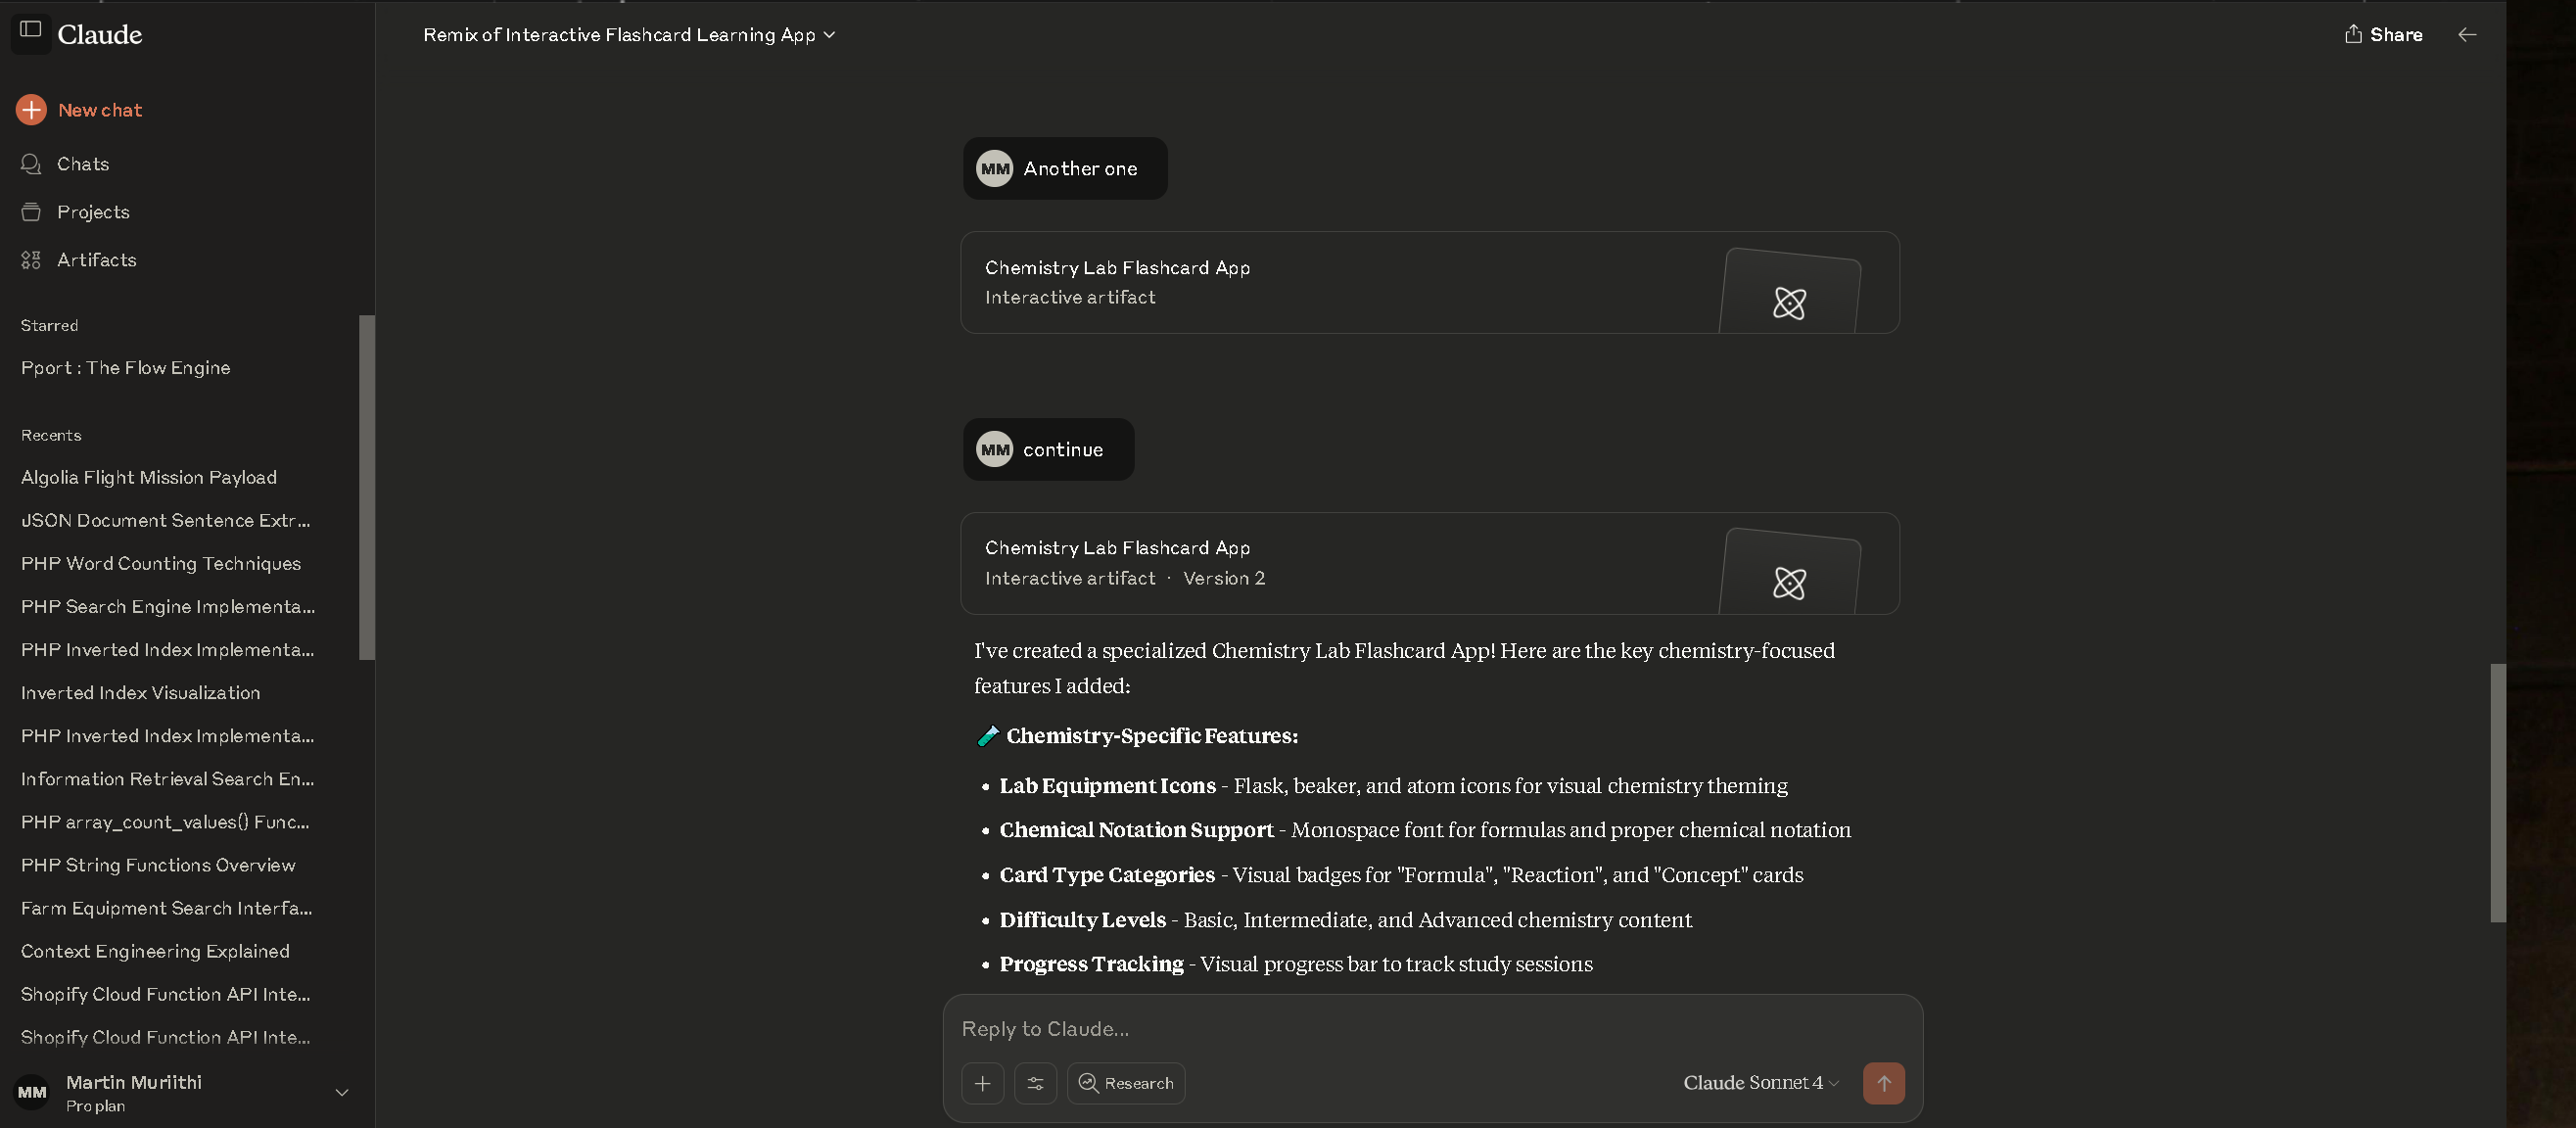 Claude
New chat
Chats
Projects
Artifacts
Starred
Pport : The Flow Engine
Recents
Algolia Flight Mission Payload
JSON Document Sentence Extr...
PHP Word Counting Techniques
PHP Search Engine Implementa...
PHP Inverted Index Implementa...
Inverted Index Visualization
PHP Inverted Index Implementa...
Information Retrieval Search En...
PHP array_count_values() Func...
PHP String Functions Overview
Farm Equipment Search Interfa...
Context Engineering Explained
Shopify Cloud Function API Inte...
Shopify Cloud Function API Inte...
MM
Martin Muriithi
Pro plan
Remix of Interactive Flashcard Learning App
Share
MM Another one
Chemistry Lab Flashcard App
Interactive artifact
MM continue
Chemistry Lab Flashcard App
Interactive artifact · Version 2
I've created a specialized Chemistry Lab Flashcard App! Here are the key chemistry-focused
features I added:
🧪 Chemistry-Specific Features:
• Lab Equipment Icons - Flask, beaker, and atom icons for visual chemistry theming
• Chemical Notation Support - Monospace font for formulas and proper chemical notation
• Card Type Categories - Visual badges for "Formula", "Reaction", and "Concept" cards
• Difficulty Levels - Basic, Intermediate, and Advanced chemistry content
• Progress Tracking - Visual progress bar to track study sessions
Reply to Claude...
Research
Claude Sonnet 4